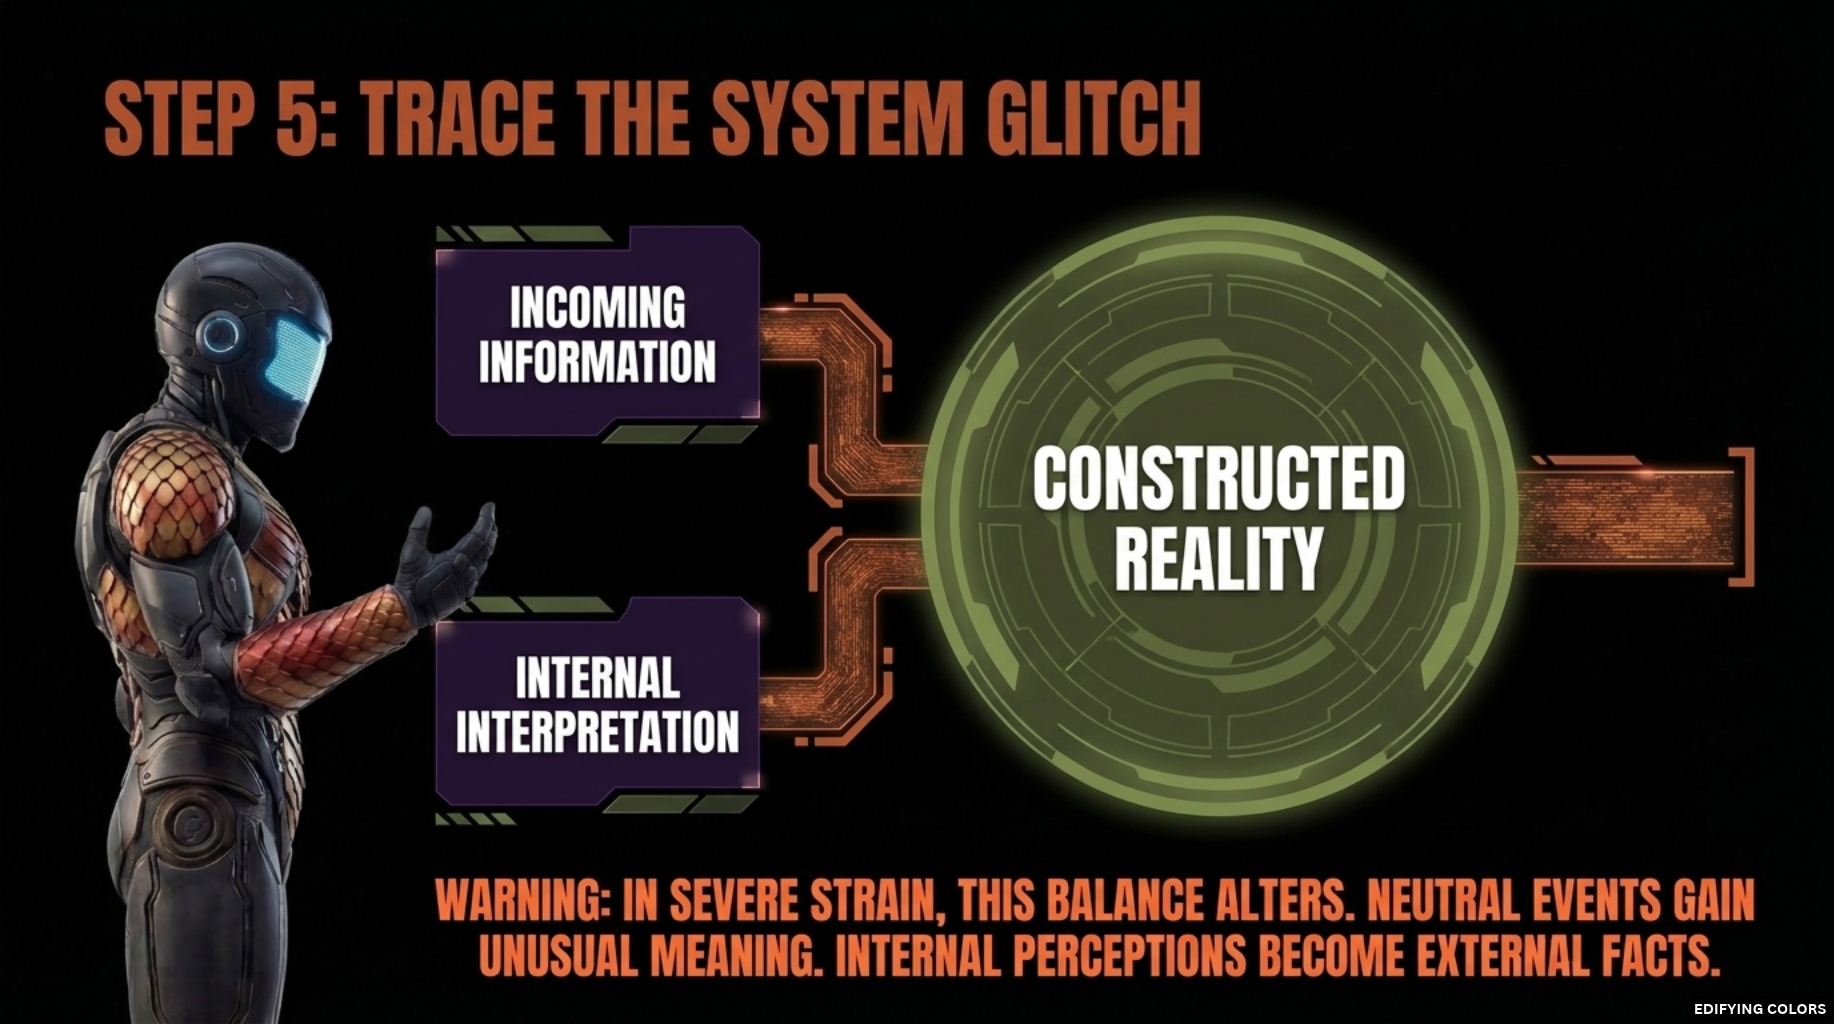 STEP 5: TRACE THE SYSTEM GLITCH
INCOMING
INFORMATION
INTERNAL
INTERPRETATION
CONSTRUCTED
REALITY
WARNING: IN SEVERE STRAIN, THIS BALANCE ALTERS. NEUTRAL EVENTS GAIN
UNUSUAL MEANING. INTERNAL PERCEPTIONS BECOME EXTERNAL FACTS.
EDIFYING COLORS